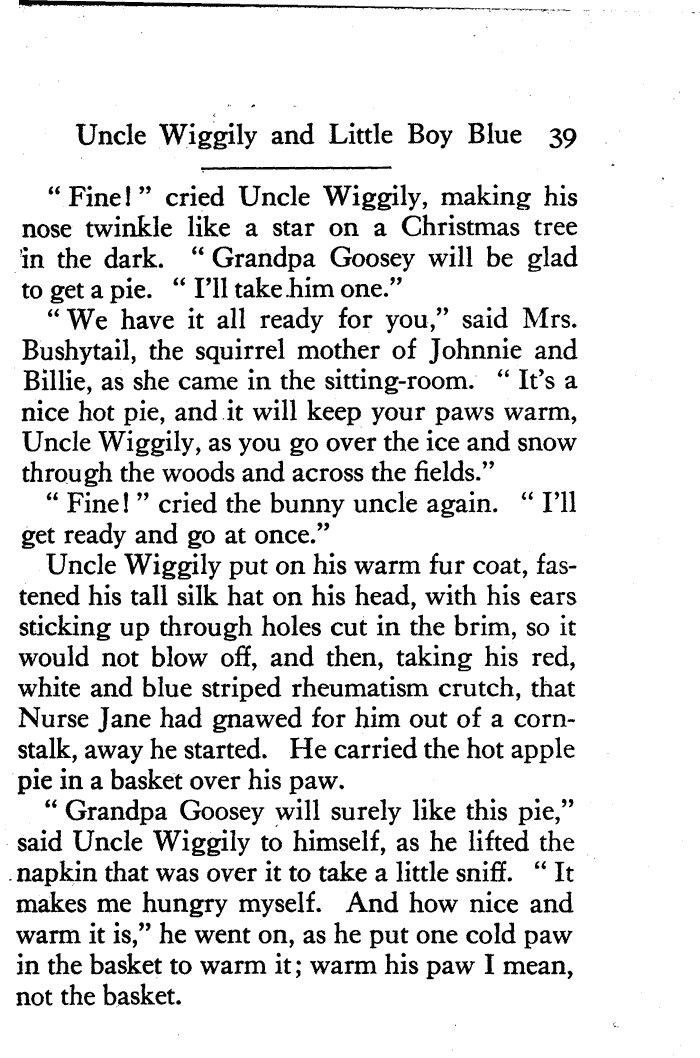 Uncle Wiggily and Little Boy Blue 39
“ Fine! ” cried Uncle Wiggily, making his
nose twinkle like a star on a Christmas tree
in the dark. “ Grandpa Goosey will be glad
to get a pie. “ I’ll take him one.”
“ We have it all ready for you,” said Mrs.
Bushytail, the squirrel mother of Johnnie and
Billie, as she came in the sitting-room. “ It’s a
nice hot pie, and it will keep your paws warm,
Uncle Wiggily, as you go over the ice and snow
through the woods and across the fields.”
“ Fine! ” cried the bunny uncle again. “ I’ll
get ready and go at once.”
Uncle Wiggily put on his warm fur coat, fas-
tened his tall silk hat on his head, with his ears
sticking up through holes cut in the brim, so it
would not blow off, and then, taking his red,
white and blue striped rheumatism crutch, that
Nurse Jane had gnawed for him out of a corn-
stalk, away he started. He carried the hot apple
pie in a basket over his paw.
“ Grandpa Goosey will surely like this pie,”
said Uncle Wiggily to himself, as he lifted the
napkin that was over it to take a little sniff. “ It
makes me hungry myself. And how nice and
warm it is,” he went on, as he put one cold paw
in the basket to warm it; warm his paw I mean,
not the basket.